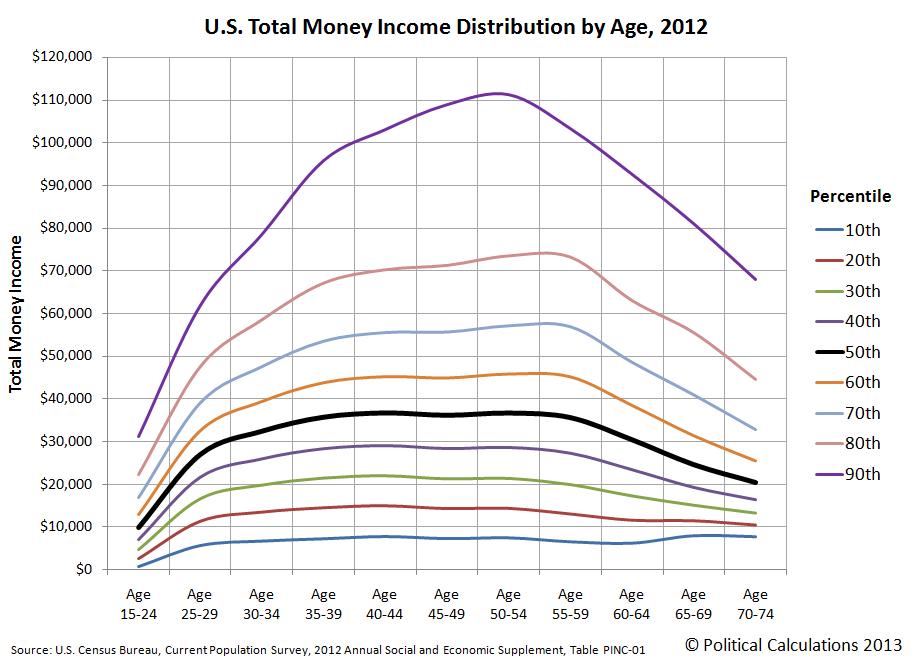 U.S. Total Money Income Distribution by Age, 2012
Total Money Income
$120,000
$110,000
$100,000
$90,000
$80,000
$70,000
$60,000
$50,000
$40,000
$30,000
$20,000
$10,000
$0
Age 15-24
Age 25-29
Age 30-34
Age 35-39
Age 40-44
Age 45-49
Age 50-54
Age 55-59
Age 60-64
Age 65-69
Age 70-74
Percentile
10th
20th
30th
40th
50th
60th
70th
80th
90th
Source: U.S. Census Bureau, Current Population Survey, 2012 Annual Social and Economic Supplement, Table PINC-01
© Political Calculations 2013